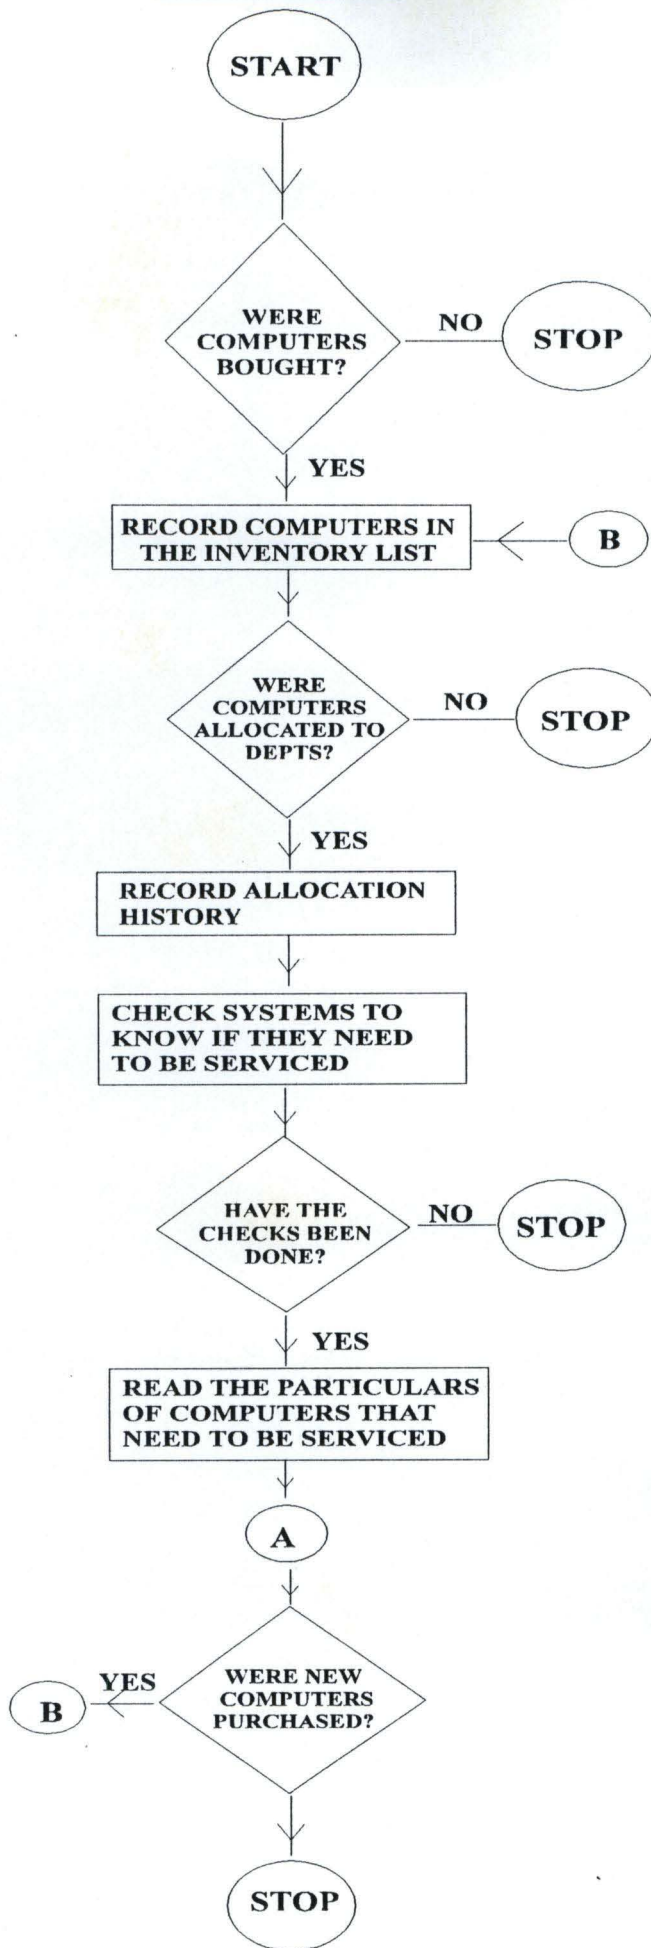 START
WERE
COMPUTERS
BOUGHT?
NO
STOP
YES
RECORD COMPUTERS IN
THE INVENTORY LIST
B
WERE
COMPUTERS
ALLOCATED TO
DEPTS?
NO
STOP
YES
RECORD ALLOCATION
HISTORY
CHECK SYSTEMS TO
KNOW IF THEY NEED
TO BE SERVICED
HAVE THE
CHECKS BEEN
DONE?
NO
STOP
YES
READ THE PARTICULARS
OF COMPUTERS THAT
NEED TO BE SERVICED
A
WERE NEW
COMPUTERS
PURCHASED?
YES
B
STOP